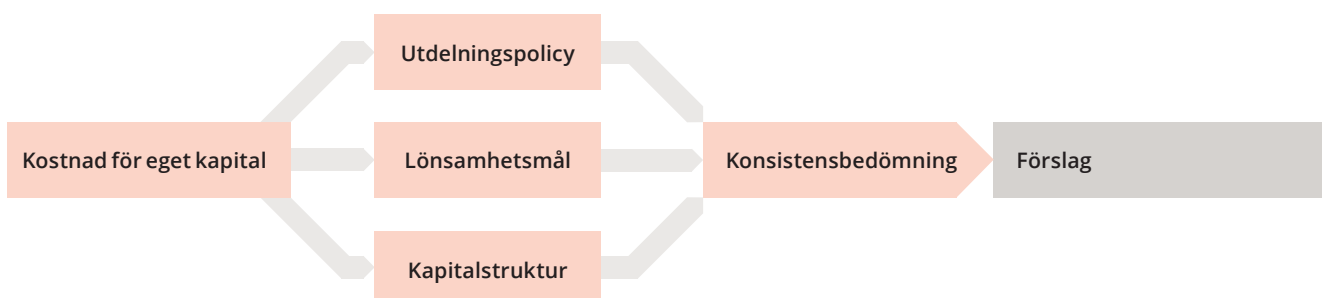 Kostnad för eget kapital
Utdelningspolicy
Lönsamhetsmål
Kapitalstruktur
Konsistensbedömning
Förslag